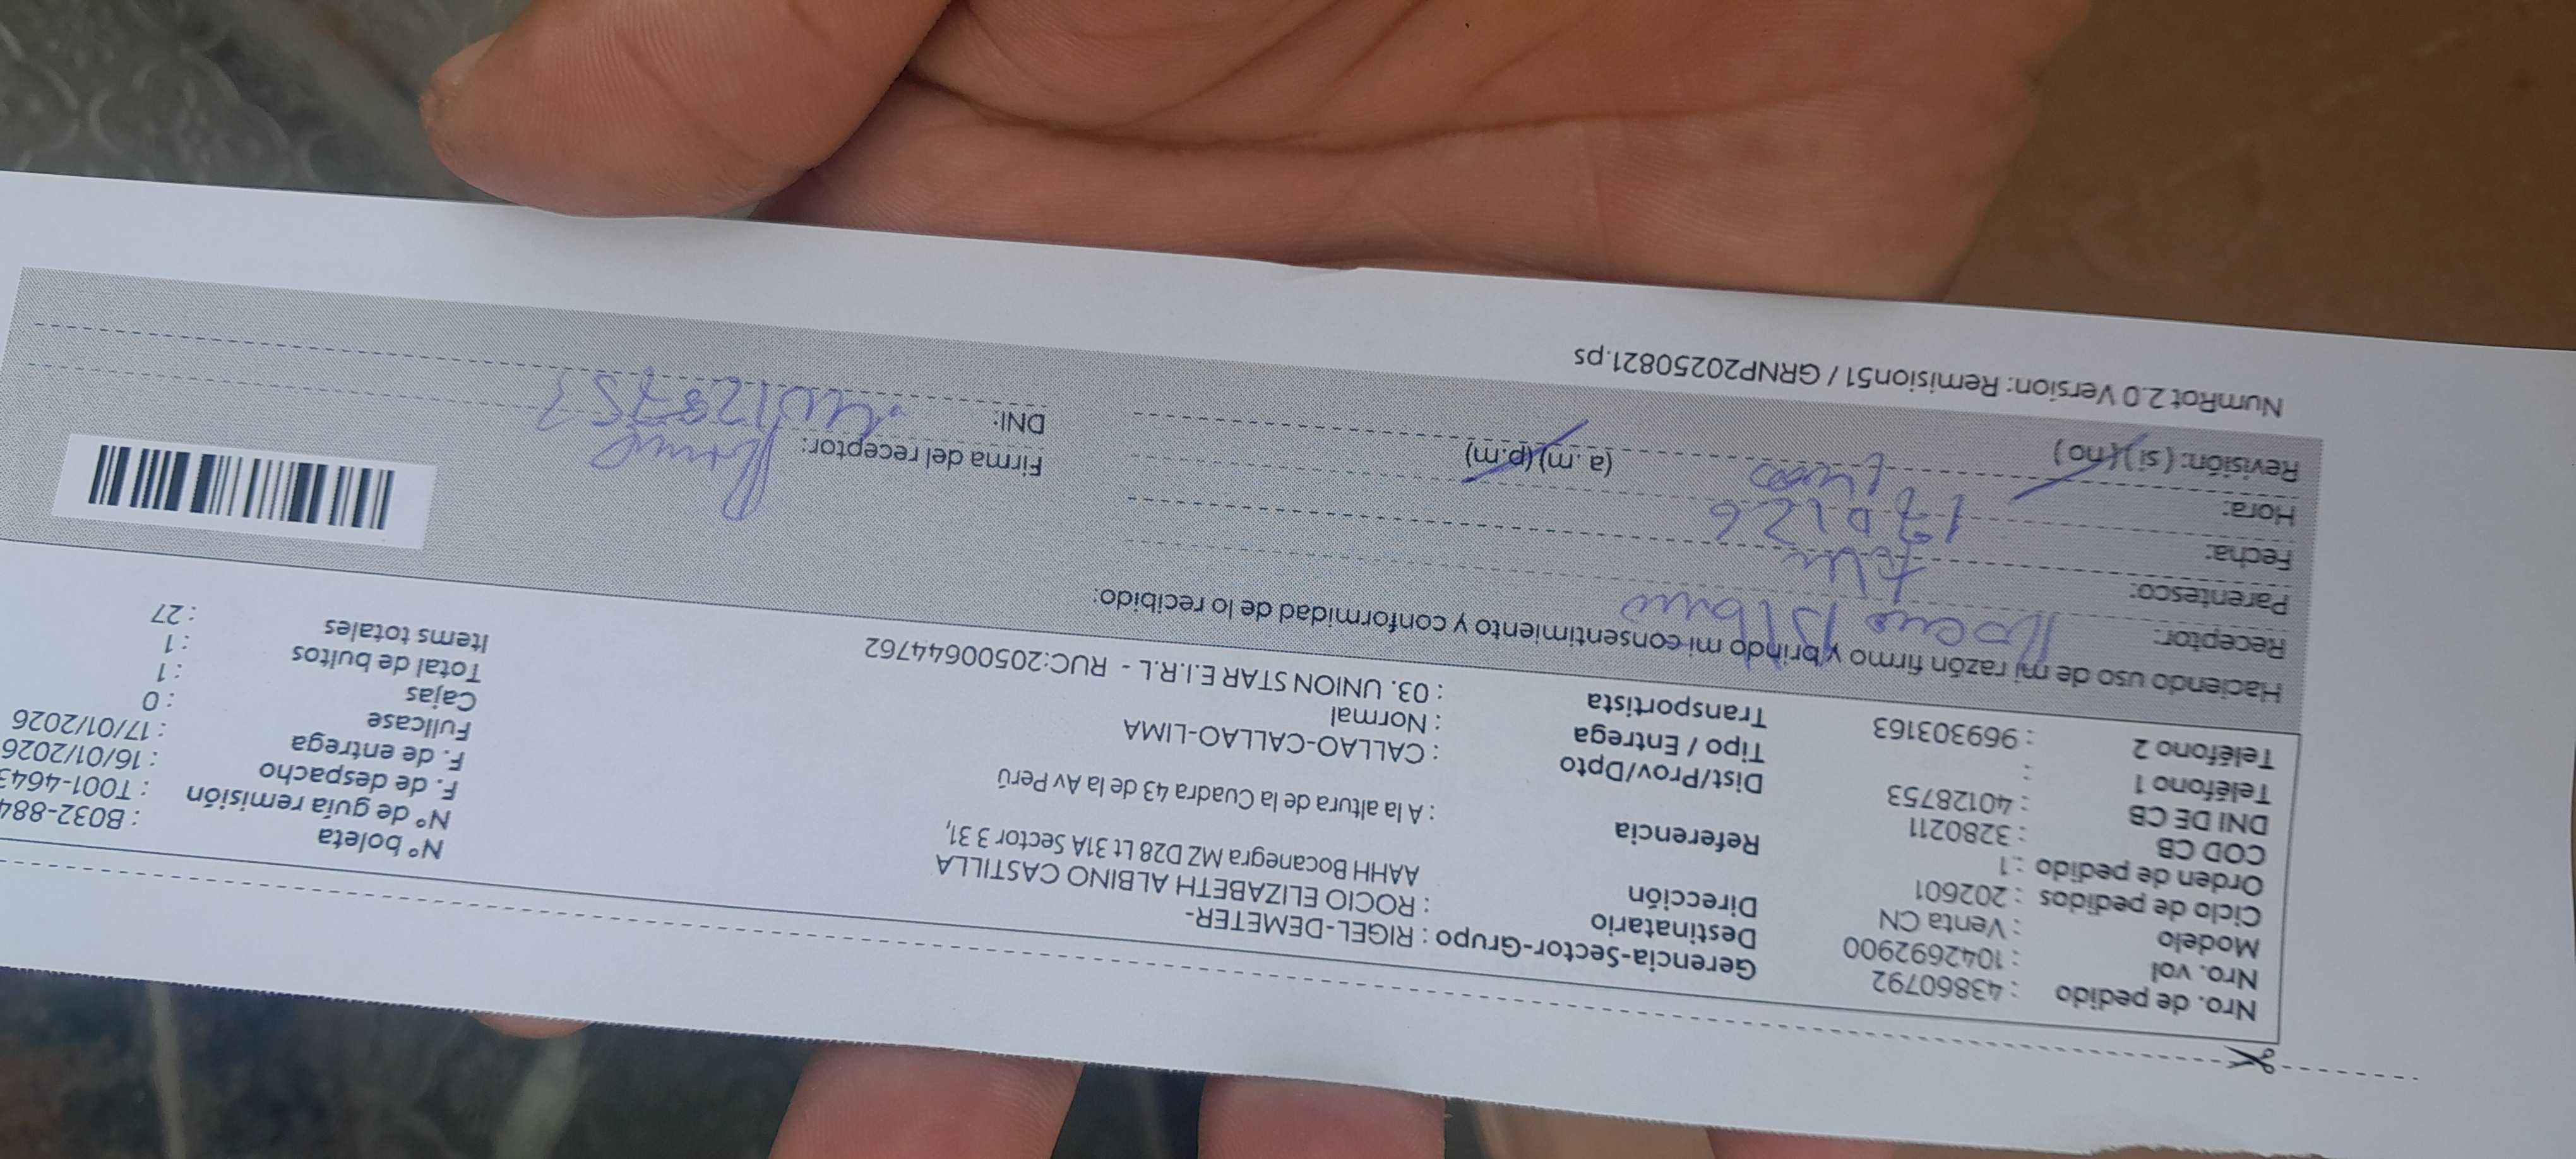 Nro. de pedido : 43860792
Nro. vol : 1042692900
Modelo : Venta CN
Ciclo de pedidos : 202601
Orden de pedido : 1
COD CB : 3280211
DNI DE CB : 40128753
Teléfono 1 :
Teléfono 2 : 969303163
Gerencia-Sector-Grupo : RIGEL-DEMETER-
Destinatario : ROCIO ELIZABETH ALBINO CASTILLA
Dirección
AAHH Bocanegra MZ D28 Lt 31A Sector 3 31,
Referencia : A la altura de la Cuadra 43 de la Av Perú
Dist/Prov/Dpto : CALLAO-CALLAO-LIMA
Tipo / Entrega : Normal
Transportista : 03. UNION STAR E.I.R.L - RUC:20500644762
N° boleta : B032-884
N° de guía remisión : T001-4643
F. de despacho : 16/01/2026
F. de entrega : 17/01/2026
Fullcase : 0
Cajas : 1
Total de bultos : 1
Items totales : 27
Haciendo uso de mi razón firmo y brindo mi consentimiento y conformidad de lo recibido:
Receptor: Albino
Parentesco:
Fecha: 17 01 26
Hora: (a.m) (p.m)
Revisión: (si) (no)
Firma del receptor:
DNI: 40128753
NumRot 2.0 Version: Remision51 / GRNP20250821.ps